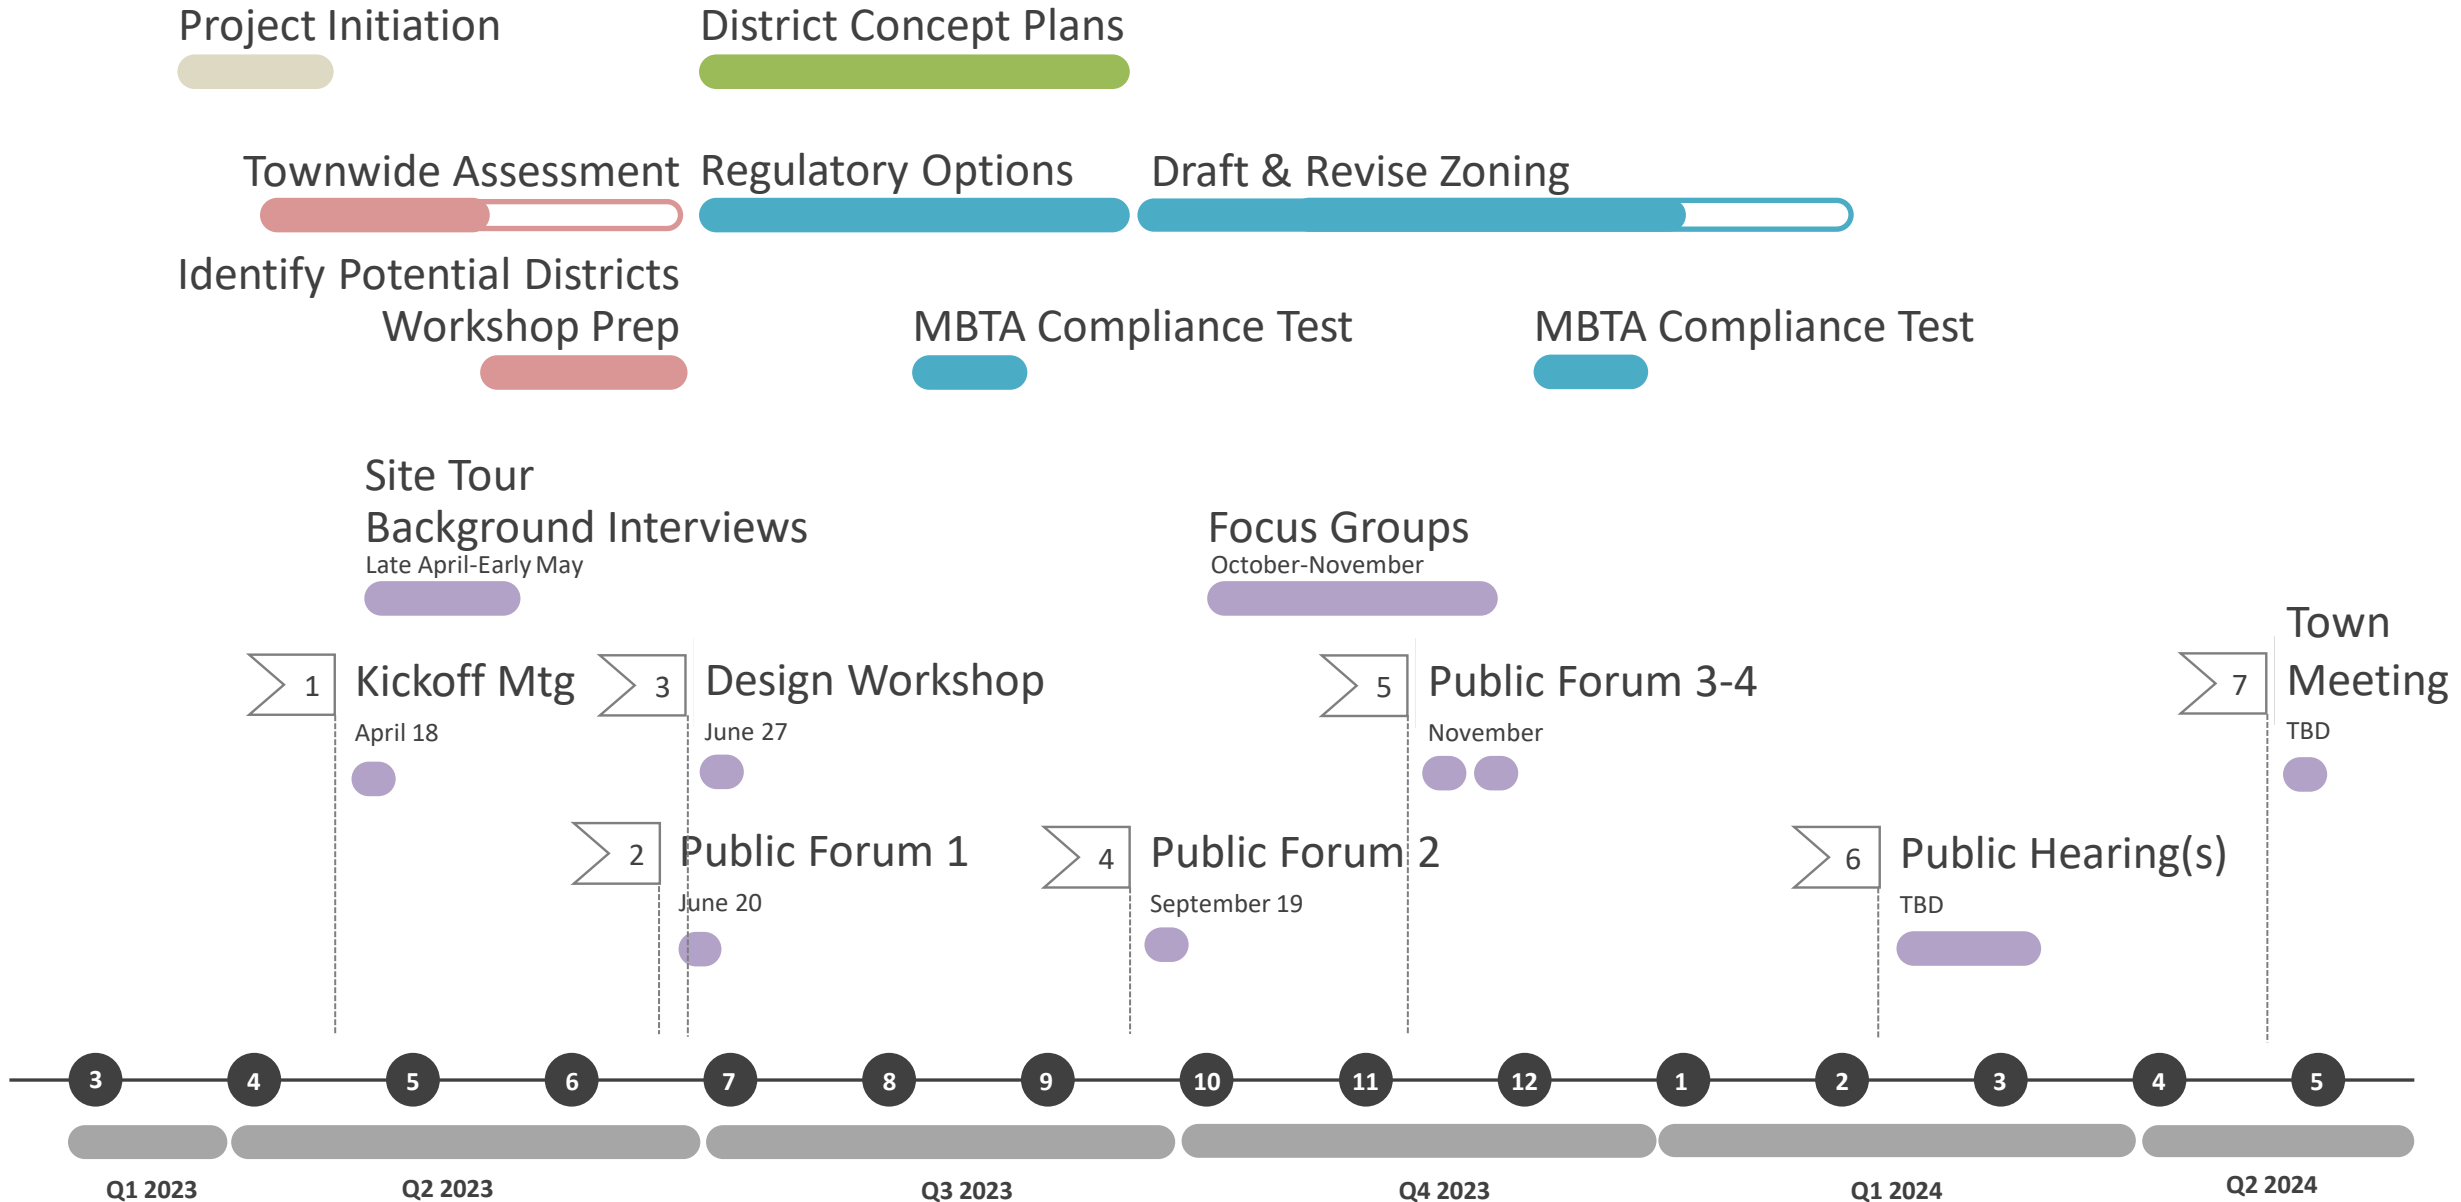 Project Initiation
District Concept Plans
Townwide Assessment
Regulatory Options
Draft & Revise Zoning
Identify Potential Districts
Workshop Prep
MBTA Compliance Test
MBTA Compliance Test
Site Tour
Background Interviews
Late April-Early May
Focus Groups
October-November
1
Kickoff Mtg
April 18
3
Design Workshop
June 27
5
Public Forum 3-4
November
7
Town
Meeting
TBD
2
Public Forum 1
June 20
4
Public Forum 2
September 19
6
Public Hearing(s)
TBD
3
4
5
6
7
8
9
10
11
12
1
2
3
4
5
Q1 2023
Q2 2023
Q3 2023
Q4 2023
Q1 2024
Q2 2024